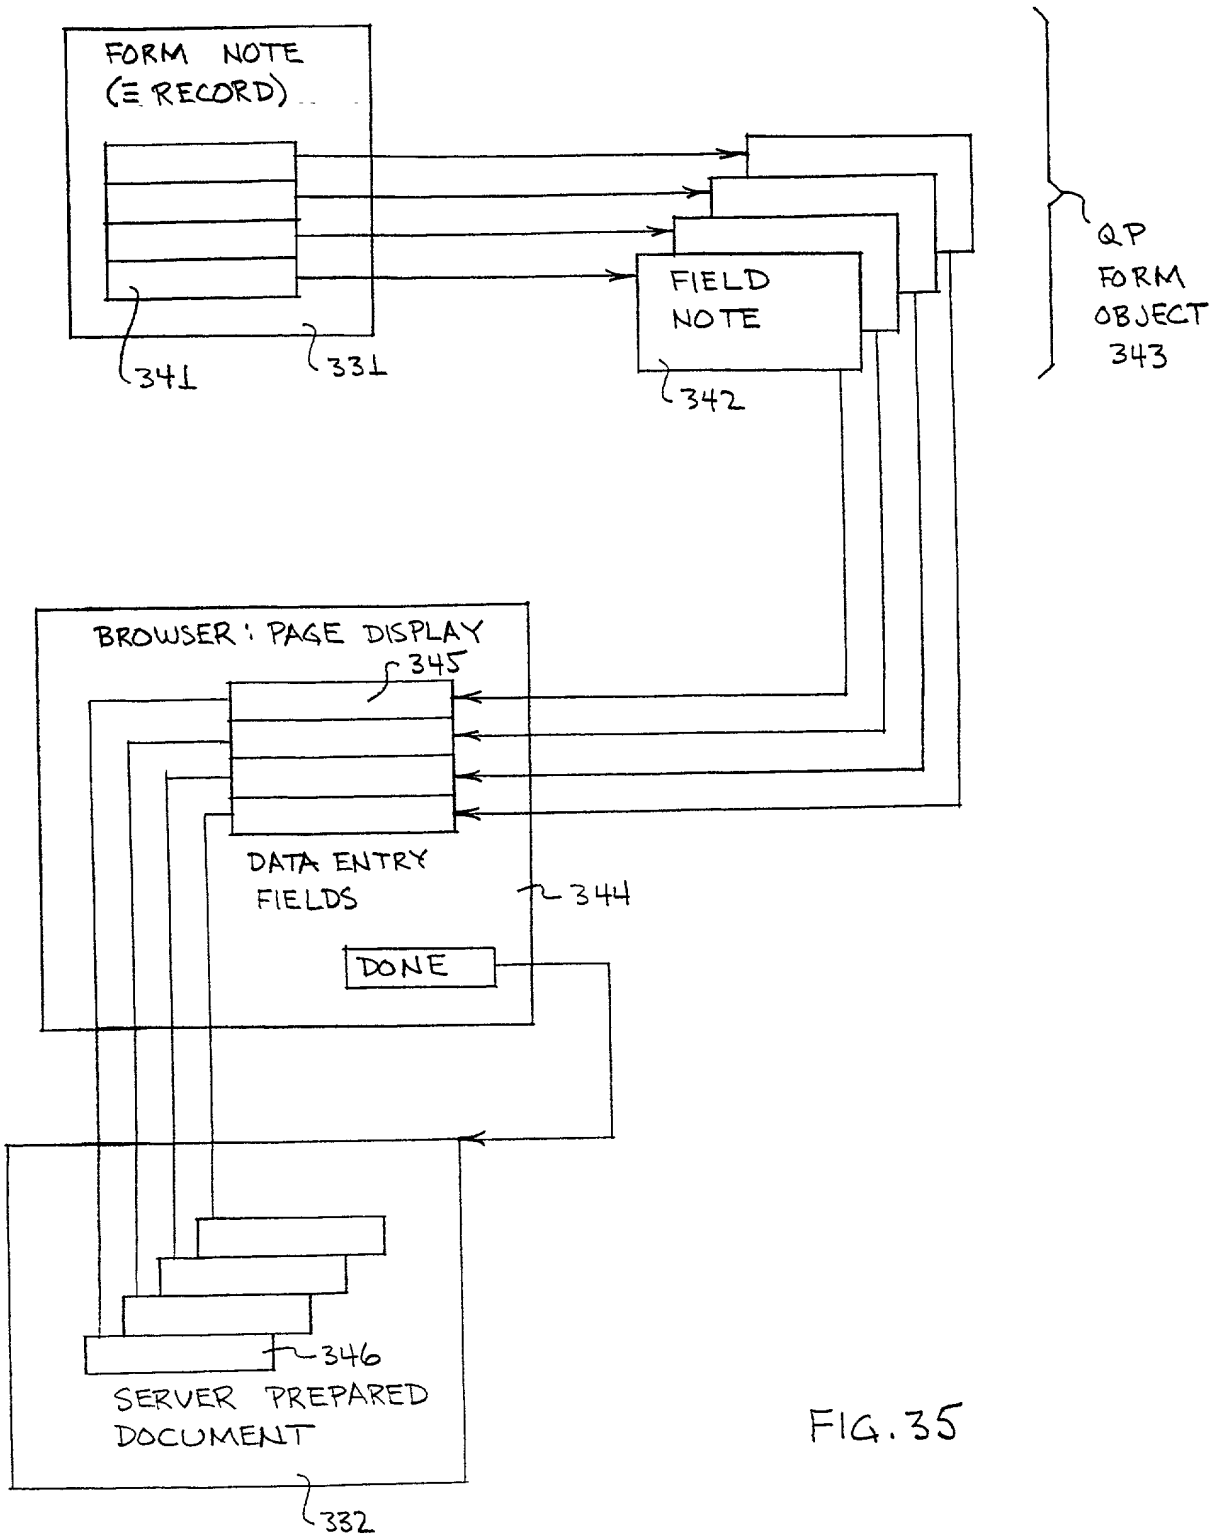 FORM NOTE
(≡ RECORD)
341
331
FIELD
NOTE
342
QP
FORM
OBJECT
343
BROWSER: PAGE DISPLAY
345
DATA ENTRY
FIELDS
344
DONE
346
SERVER PREPARED
DOCUMENT
332
FIG. 35